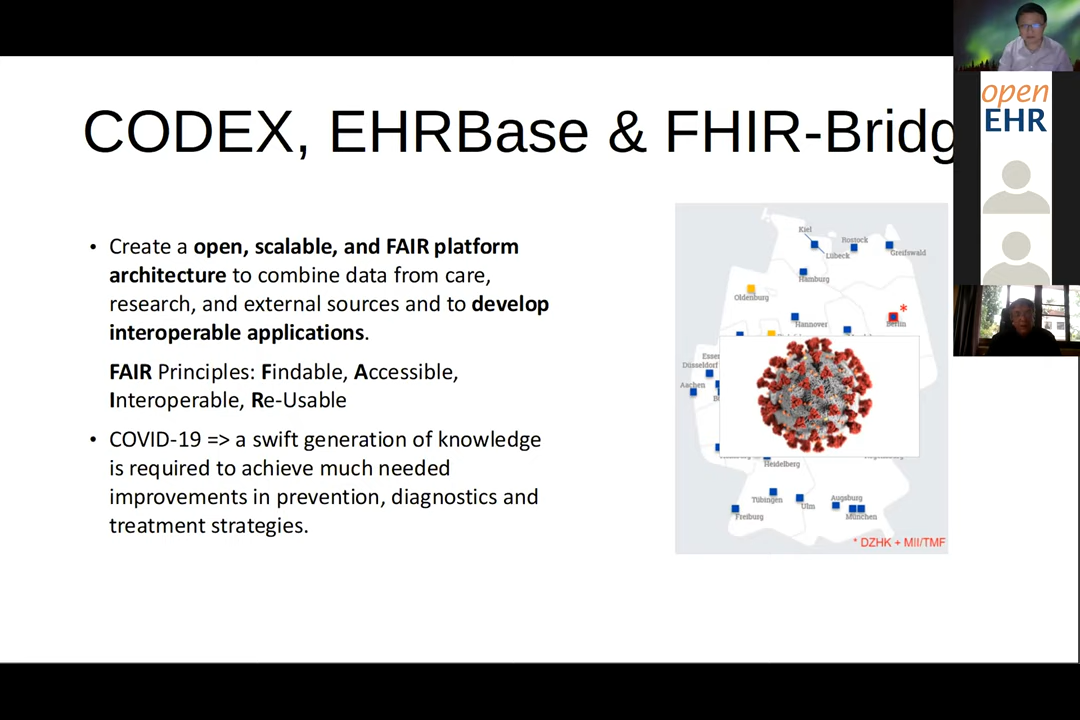 CODEX, EHRBase & FHIR-Bridg
open
EHR
• Create a open, scalable, and FAIR platform
architecture to combine data from care,
research, and external sources and to develop
interoperable applications.
FAIR Principles: Findable, Accessible,
Interoperable, Re-Usable
• COVID-19 => a swift generation of knowledge
is required to achieve much needed
improvements in prevention, diagnostics and
treatment strategies.
Kiel
Rostock
Greifswald
Lübeck
Hamburg
Oldenburg
*
Berlin
Hannover
Essen
Düsseldorf
Aachen
Heidelberg
Tübingen
Ulm
Augsburg
Freiburg
München
* DZHK + MII/TMF